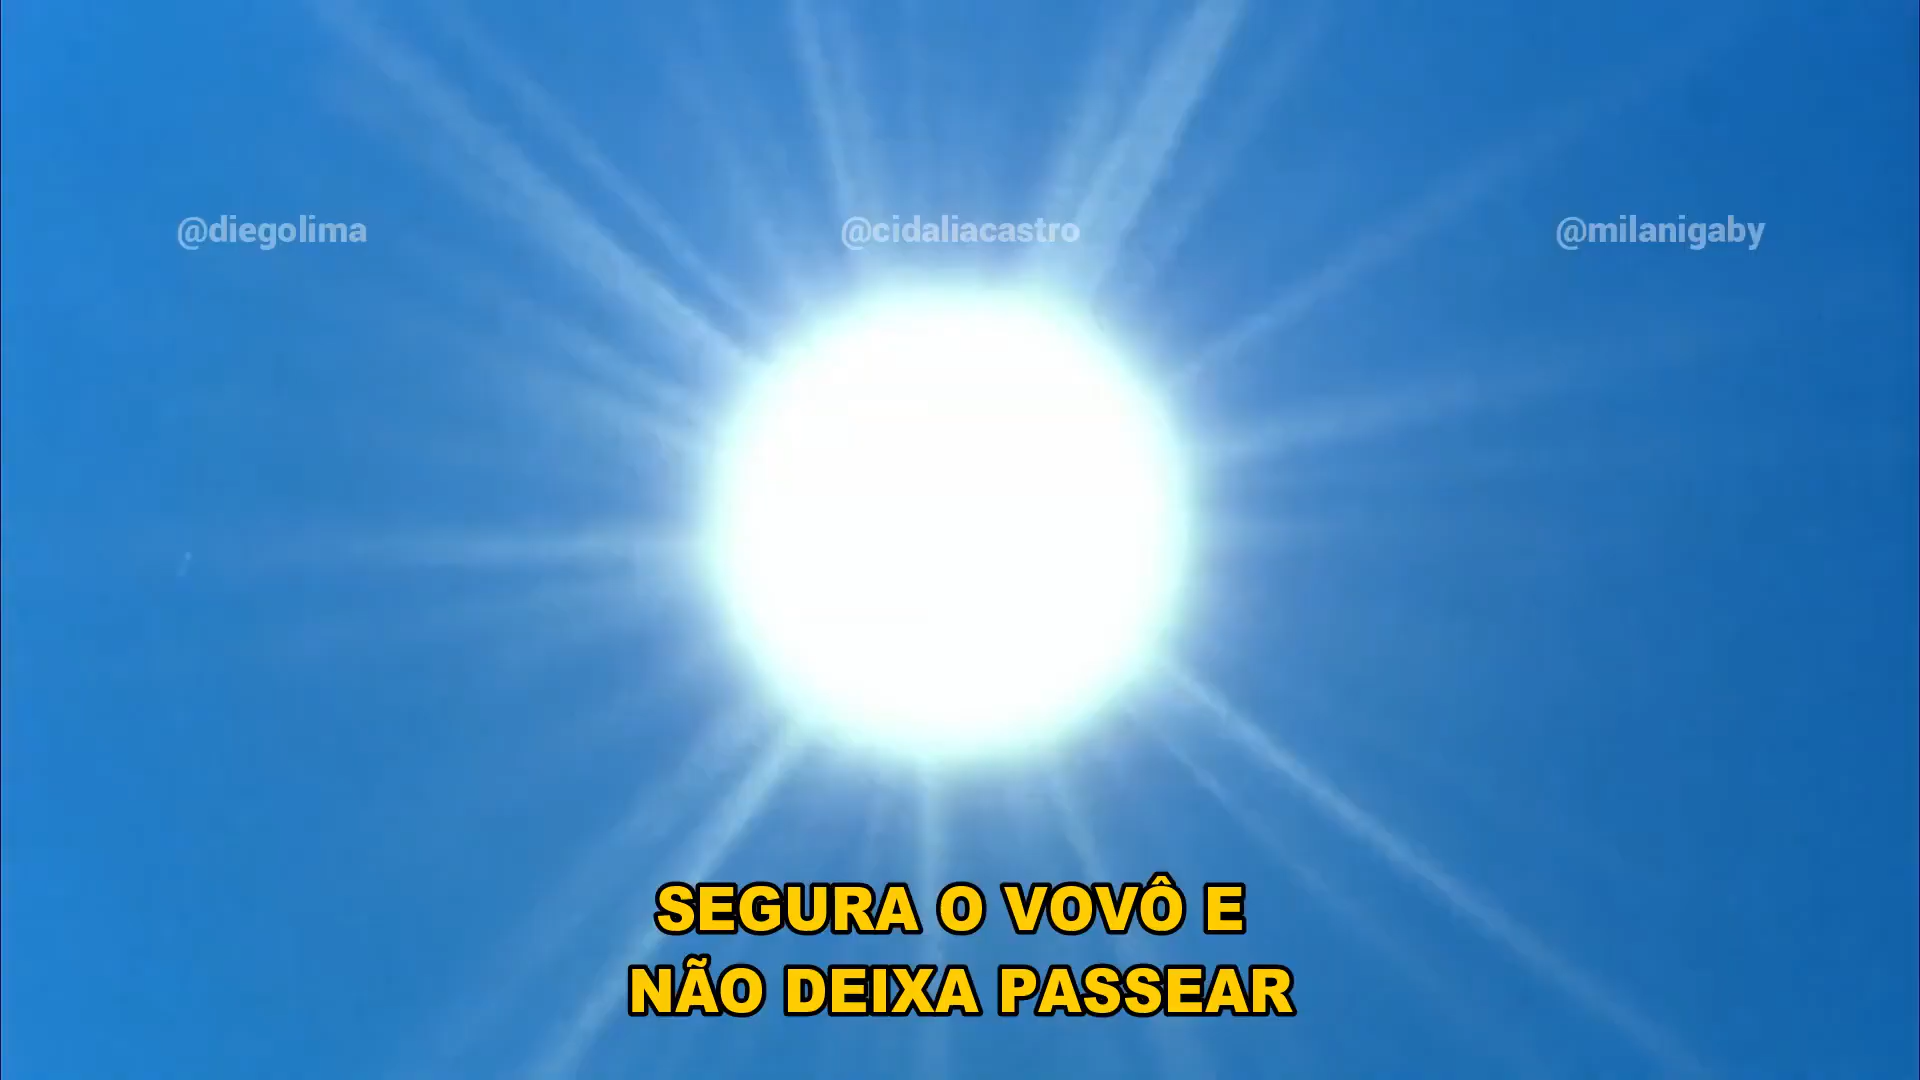 @diegolima @cidaliacastro @milanigaby
SEGURA O VOVÔ E
NÃO DEIXA PASSEAR